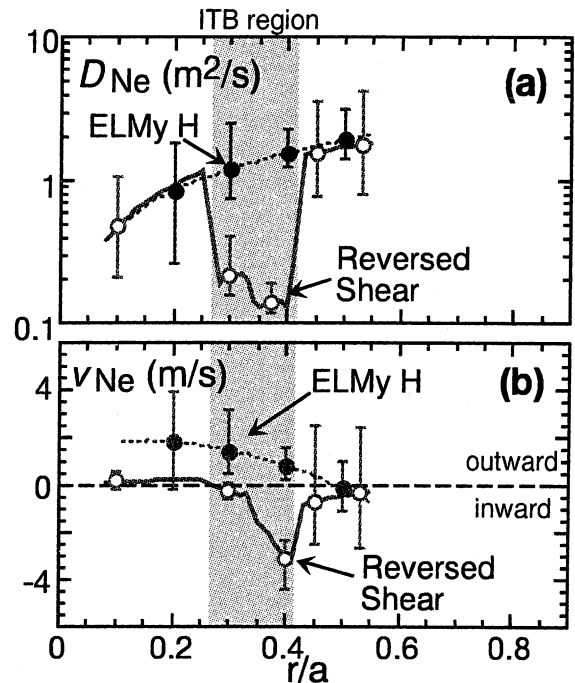 ITB region
10
D Ne (m²/s)
(a)
ELMy H
1
Reversed
Shear
0.1
v Ne (m/s)
ELMy H
(b)
4
outward
0
inward
Reversed
Shear
-4
0 0.2 0.4 0.6 0.8 1
r/a